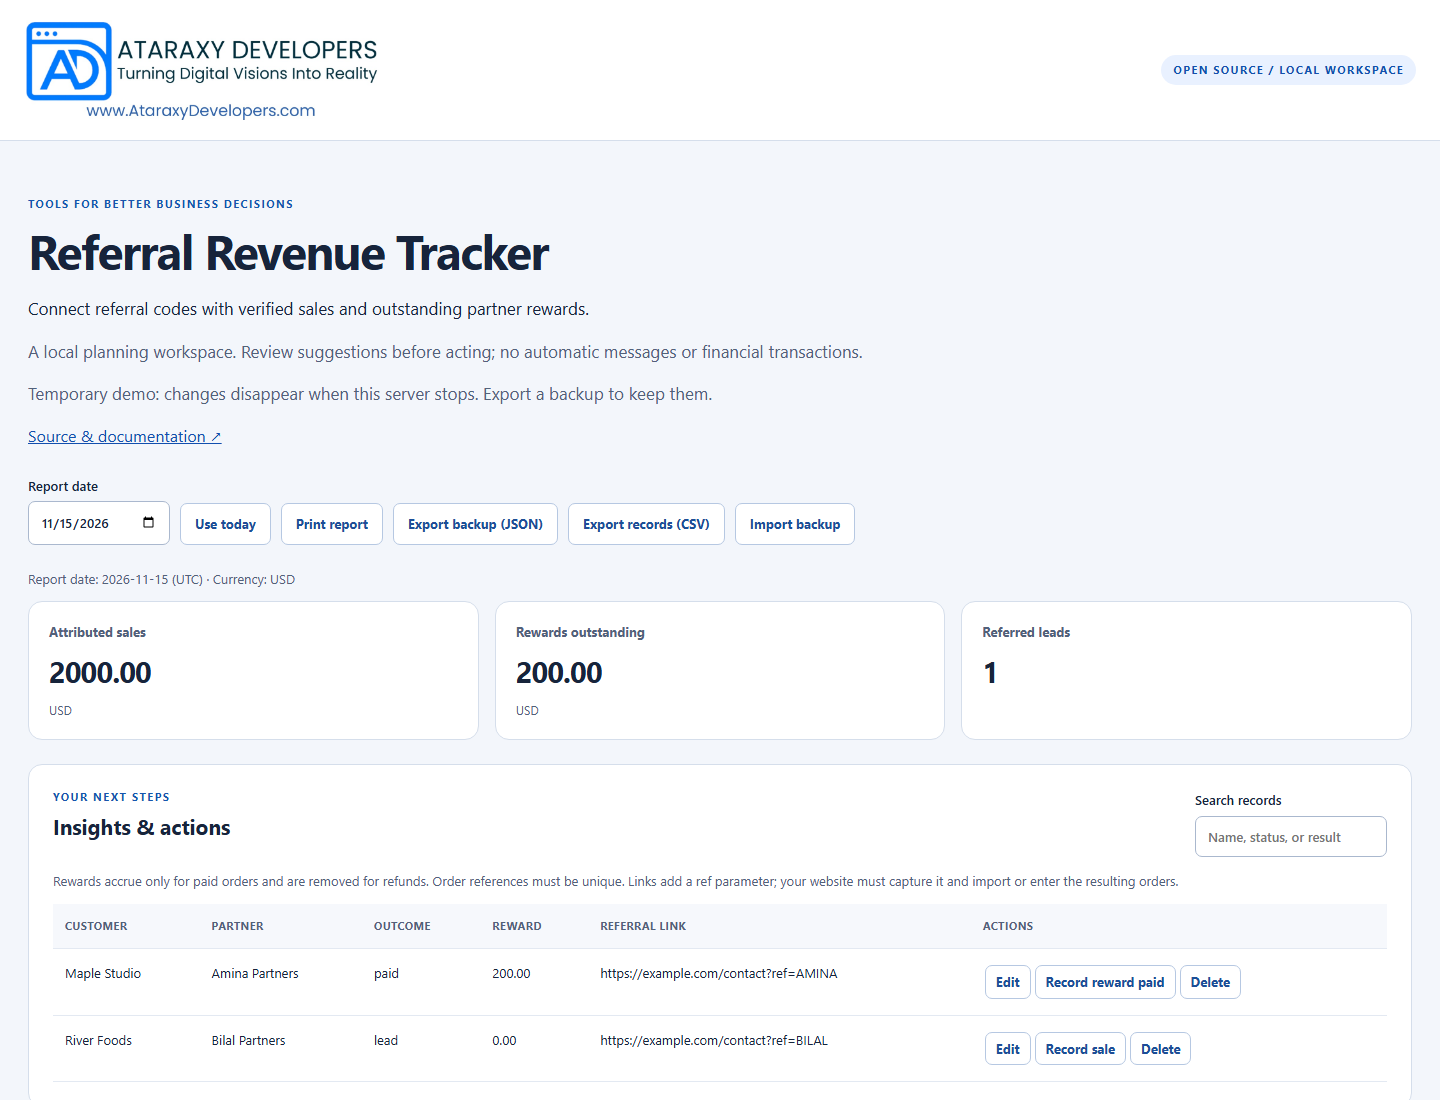 AD
ATARAXY DEVELOPERS
Turning Digital Visions Into Reality
www.AtaraxyDevelopers.com
OPEN SOURCE / LOCAL WORKSPACE
TOOLS FOR BETTER BUSINESS DECISIONS
Referral Revenue Tracker
Connect referral codes with verified sales and outstanding partner rewards.
A local planning workspace. Review suggestions before acting; no automatic messages or financial transactions.
Temporary demo: changes disappear when this server stops. Export a backup to keep them.
Source & documentation ↗
Report date
11/15/2026 Use today Print report Export backup (JSON) Export records (CSV) Import backup
Report date: 2026-11-15 (UTC) · Currency: USD
Attributed sales Rewards outstanding Referred leads
2000.00 200.00 1
USD USD
YOUR NEXT STEPS
Insights & actions
Search records
Name, status, or result
Rewards accrue only for paid orders and are removed for refunds. Order references must be unique. Links add a ref parameter; your website must capture it and import or enter the resulting orders.
CUSTOMER PARTNER OUTCOME REWARD REFERRAL LINK ACTIONS
Maple Studio Amina Partners paid 200.00 https://example.com/contact?ref=AMINA Edit Record reward paid Delete
River Foods Bilal Partners lead 0.00 https://example.com/contact?ref=BILAL Edit Record sale Delete